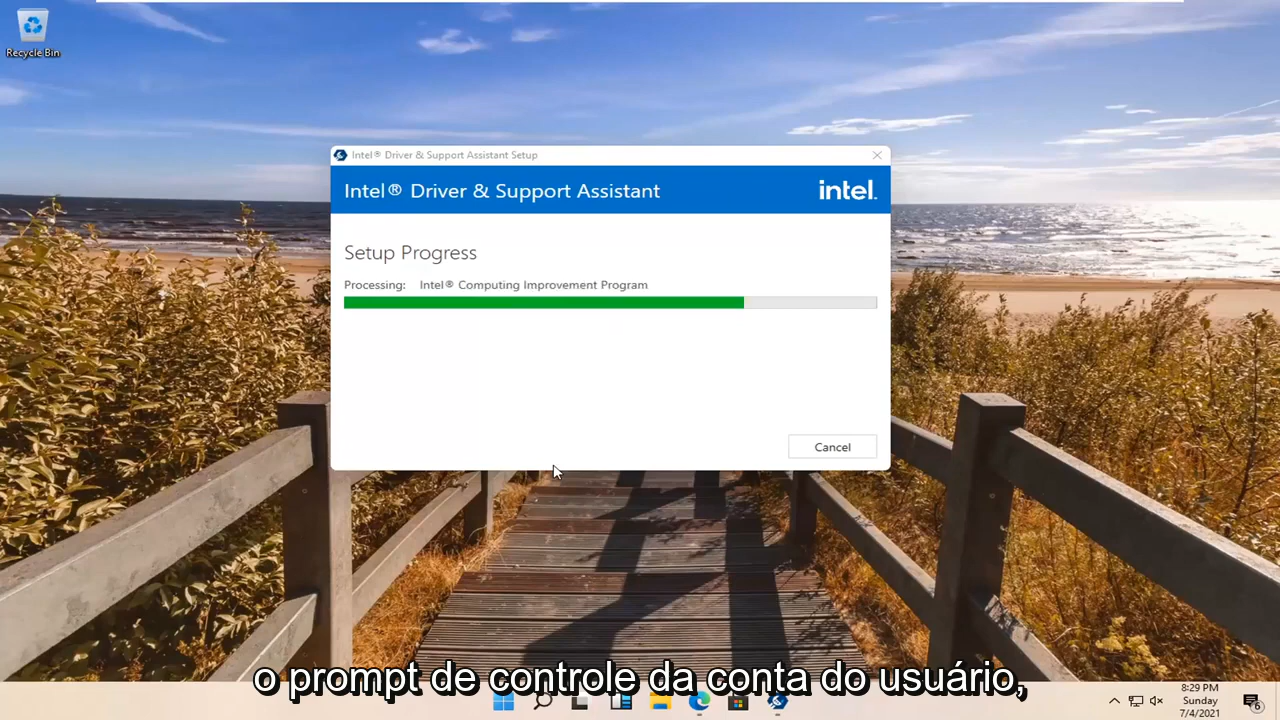 Recycle Bin
Intel® Driver & Support Assistant Setup
Intel® Driver & Support Assistant
intel.
Setup Progress
Processing: Intel® Computing Improvement Program
Cancel
o prompt de controle da conta do usuário,
8:29 PM
Sunday
7/4/2021
6